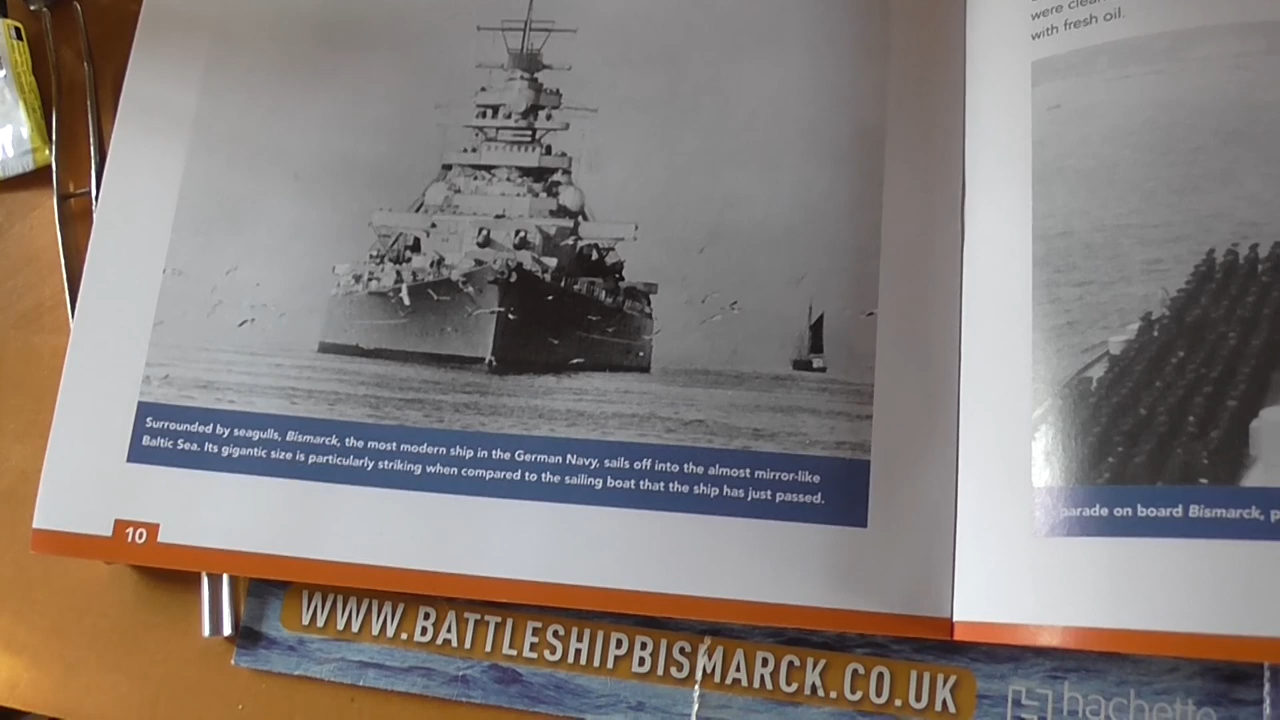 Surrounded by seagulls, Bismarck, the most modern ship in the German Navy, sails off into the almost mirror-like
Baltic Sea. Its gigantic size is particularly striking when compared to the sailing boat that the ship has just passed.
10
were
with fresh oil.
parade on board Bismarck,
WWW.BATTLESHIPBISMARCK.CO.UK
hachette